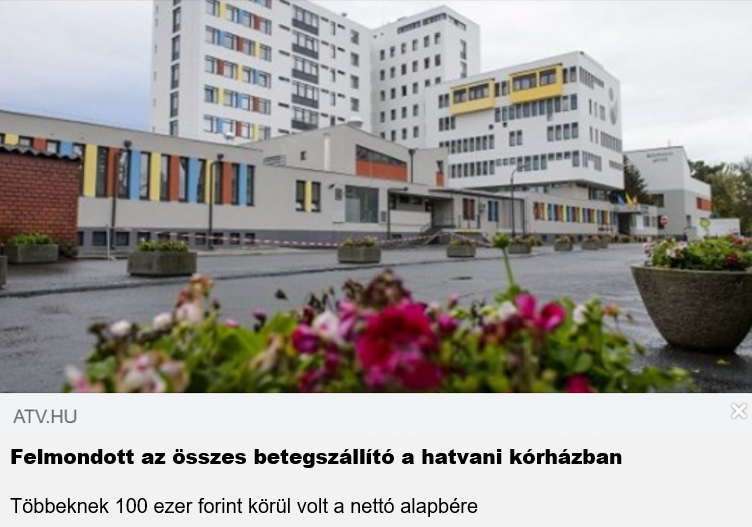 ATV.HU
Felmondott az összes betegszállító a hatvani kórházban
Többeknek 100 ezer forint körül volt a nettó alapbére